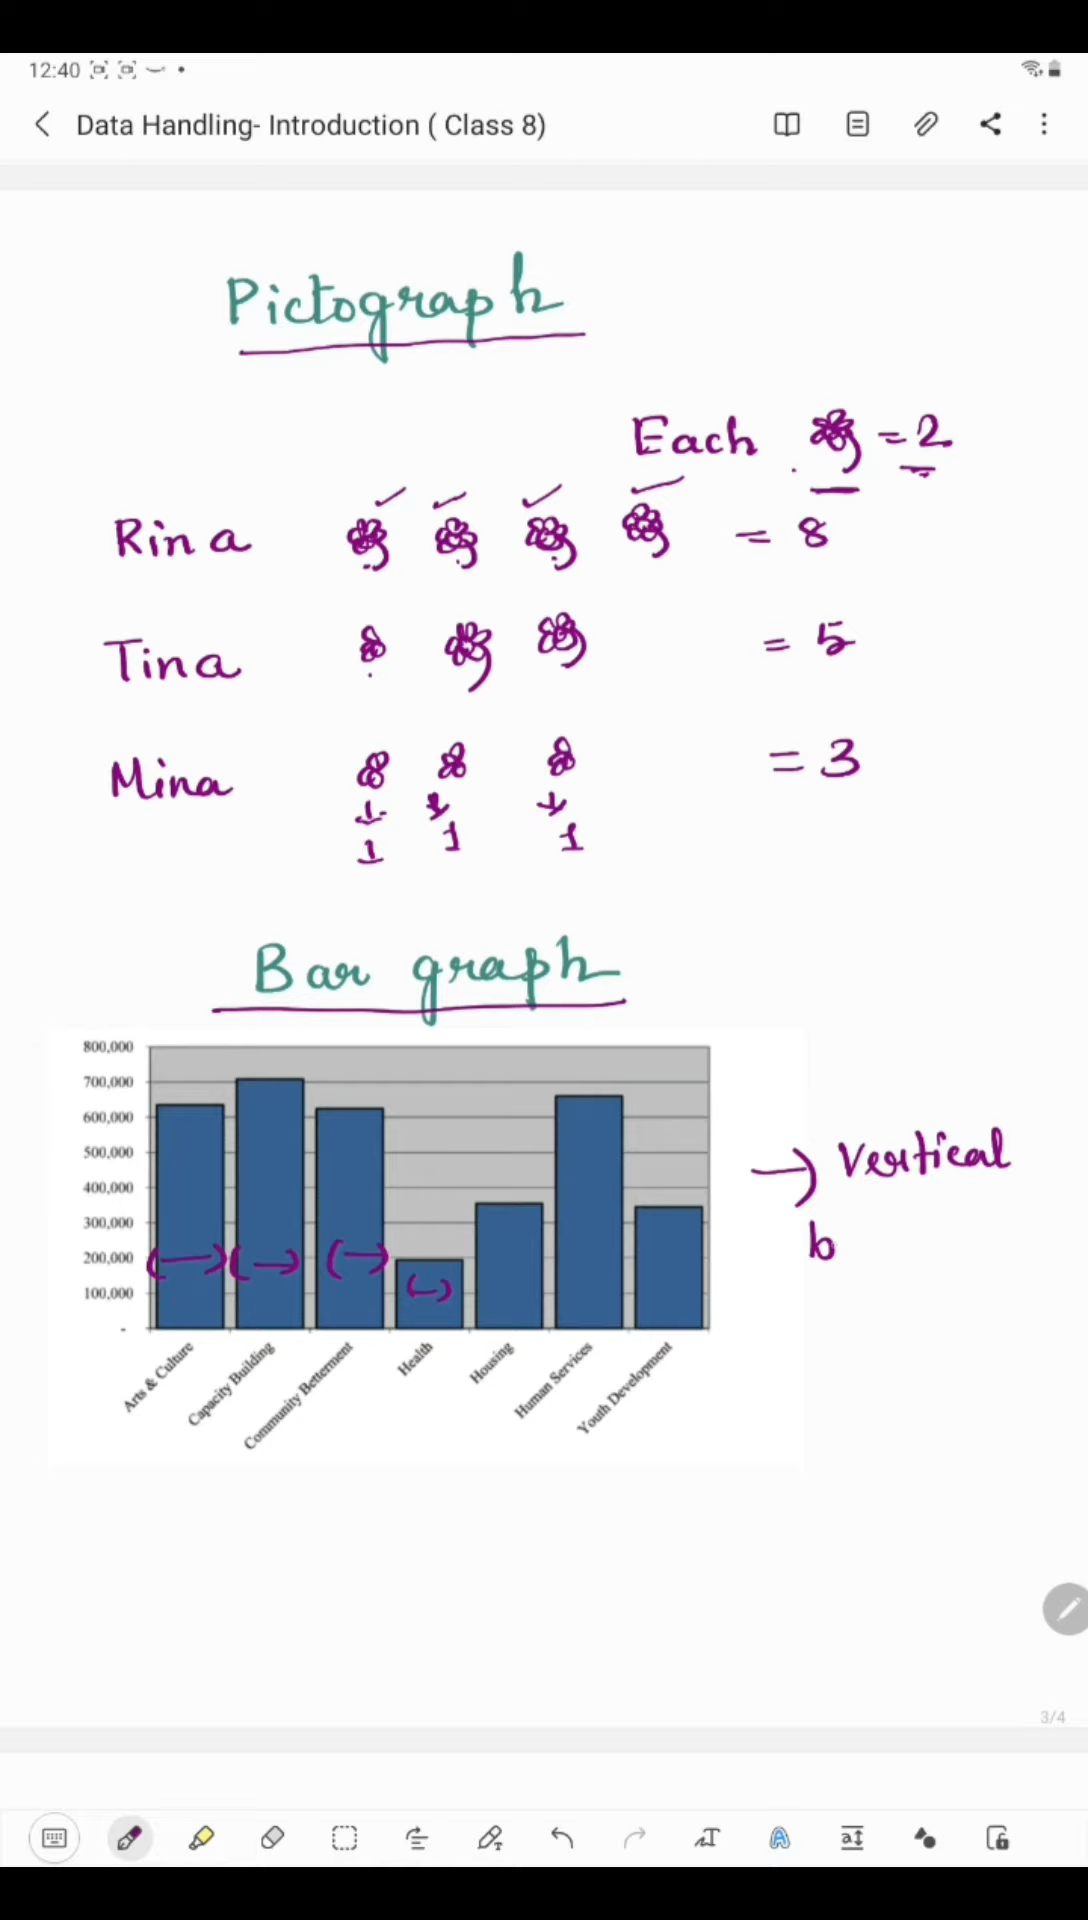 12:40
Data Handling- Introduction ( Class 8)
Pictograph
Each = 2
Rina = 8
Tina = 5
Mina = 3
1 1 1
Bar graph
800,000
700,000
600,000
500,000
400,000
300,000
200,000
100,000
-
Arts & Culture
Capacity Building
Community Betterment
Health
Housing
Human Services
Youth Development
→ Vertical
b
3/4